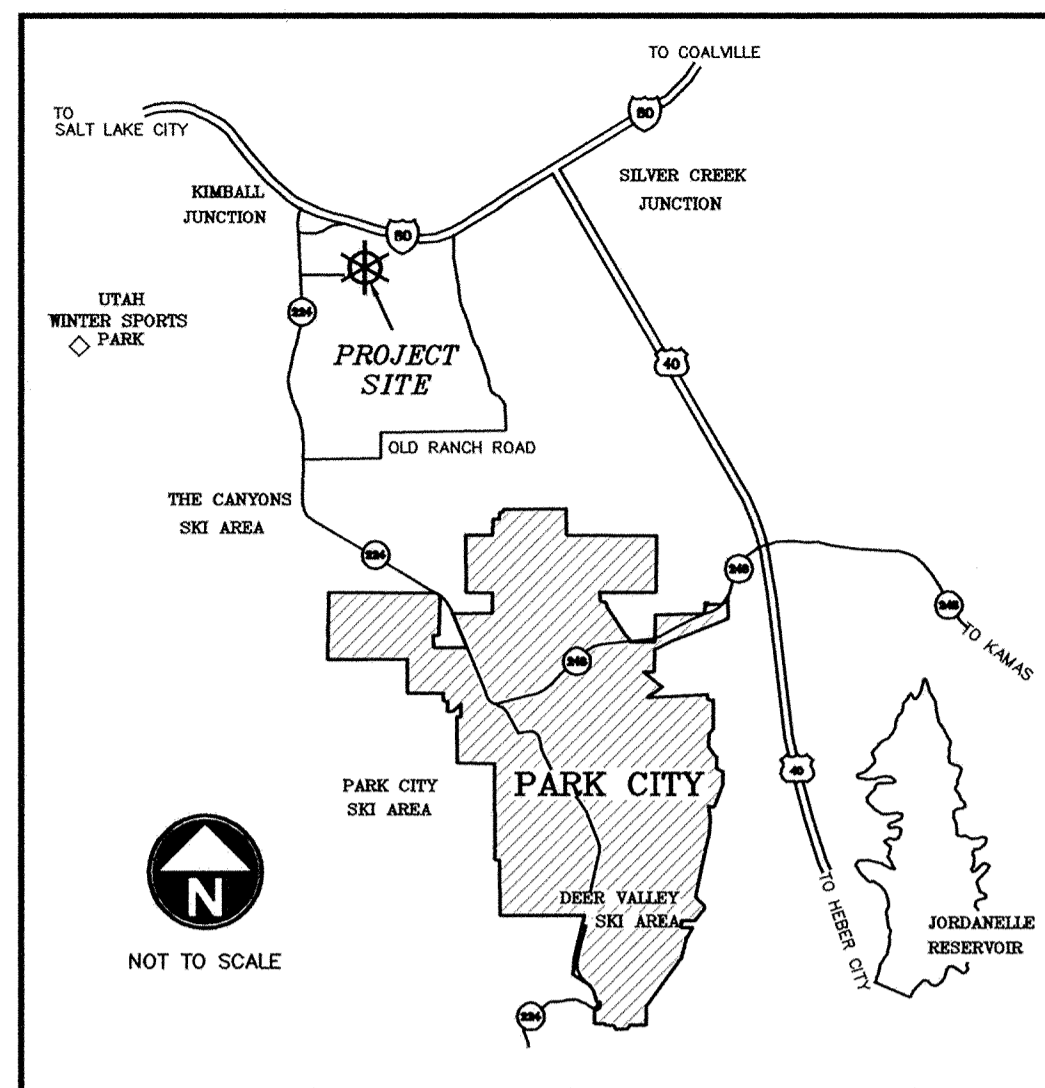 TO COALVILLE
TO
SALT LAKE CITY
80
KIMBALL
JUNCTION
SILVER CREEK
JUNCTION
80
UTAH
WINTER SPORTS
PARK
224
PROJECT
SITE
40
OLD RANCH ROAD
THE CANYONS
SKI AREA
224
248
248
TO KAMAS
248
PARK CITY
SKI AREA
PARK CITY
40
N
NOT TO SCALE
DEER VALLEY
SKI AREA
TO HEBER CITY
JORDANELLE
RESERVOIR
224